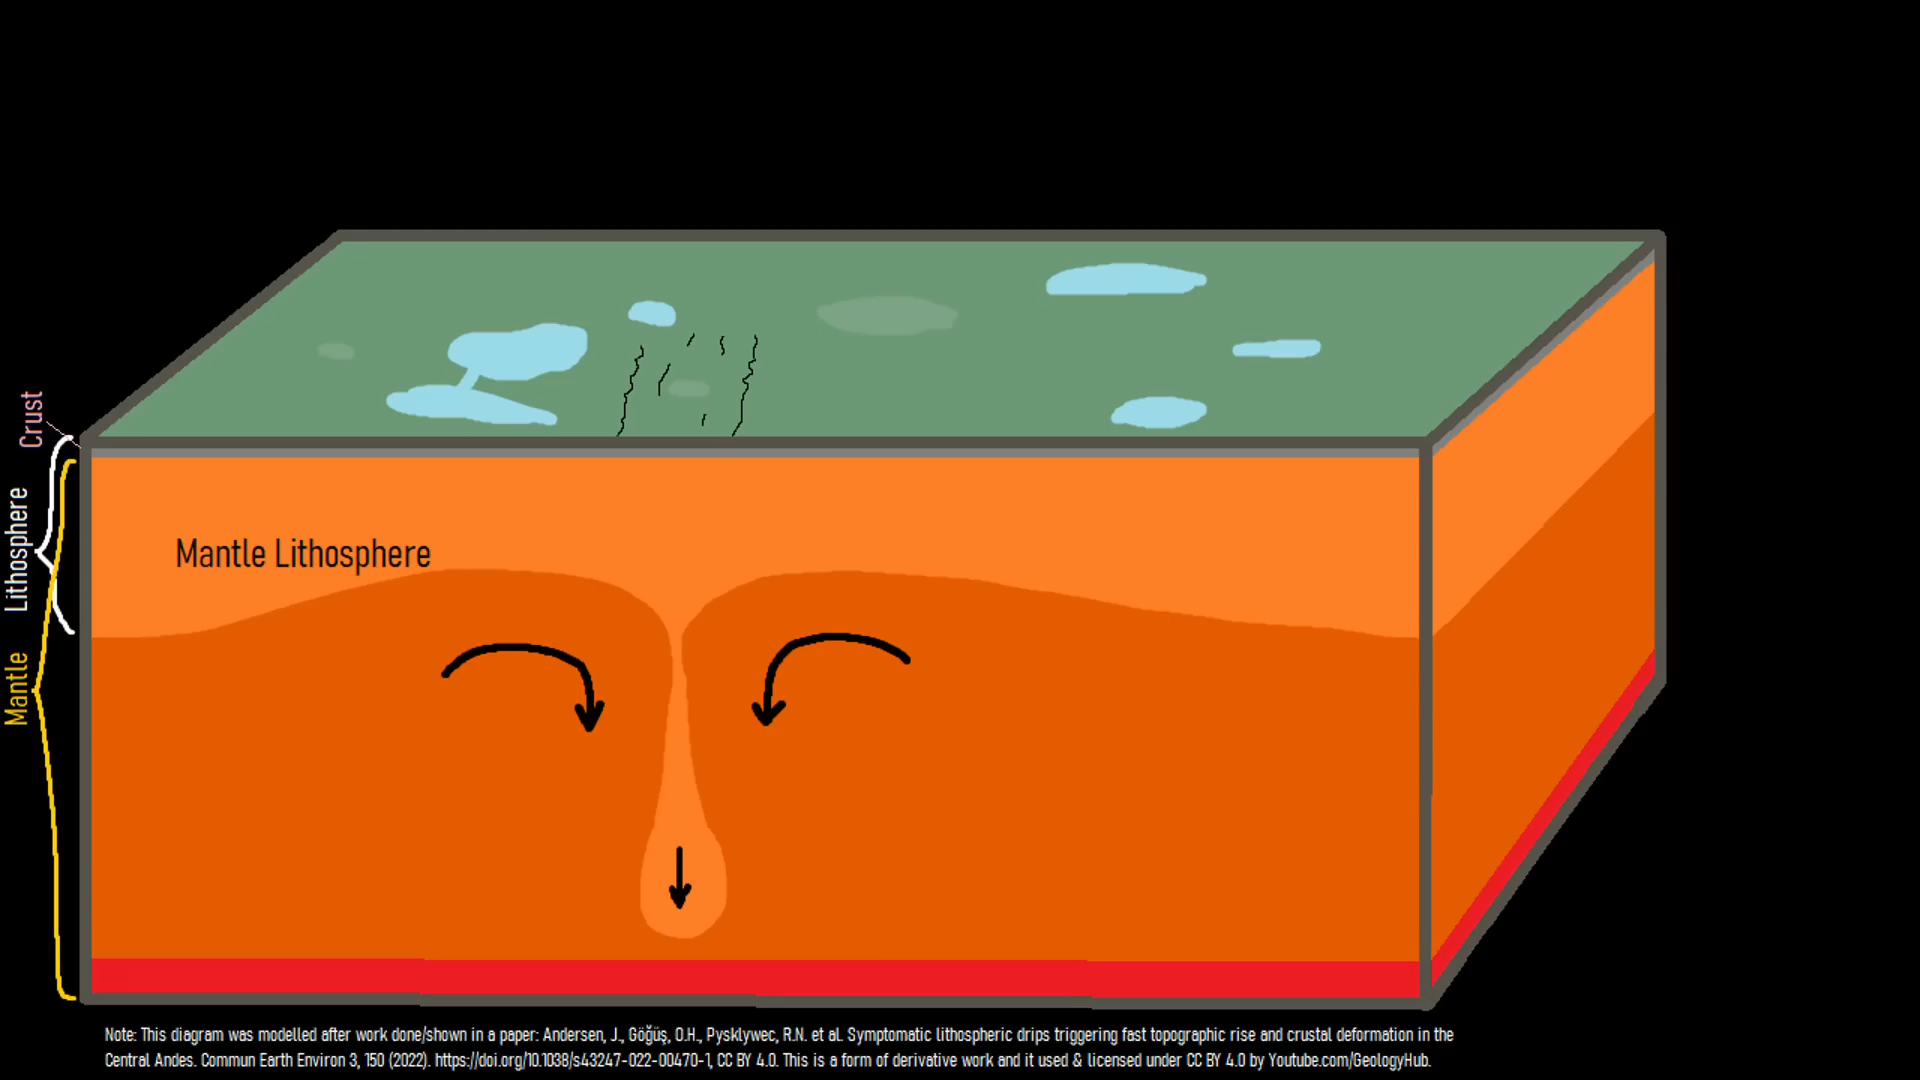 Crust
Lithosphere
Mantle
Mantle Lithosphere
Note: This diagram was modelled after work done/shown in a paper: Andersen, J., Göğüş, O.H., Pysklywec, R.N. et al. Symptomatic lithospheric drips triggering fast topographic rise and crustal deformation in the
Central Andes. Commun Earth Environ 3, 150 (2022). https://doi.org/10.1038/s43247-022-00470-1, CC BY 4.0. This is a form of derivative work and it used & licensed under CC BY 4.0 by Youtube.com/GeologyHub.